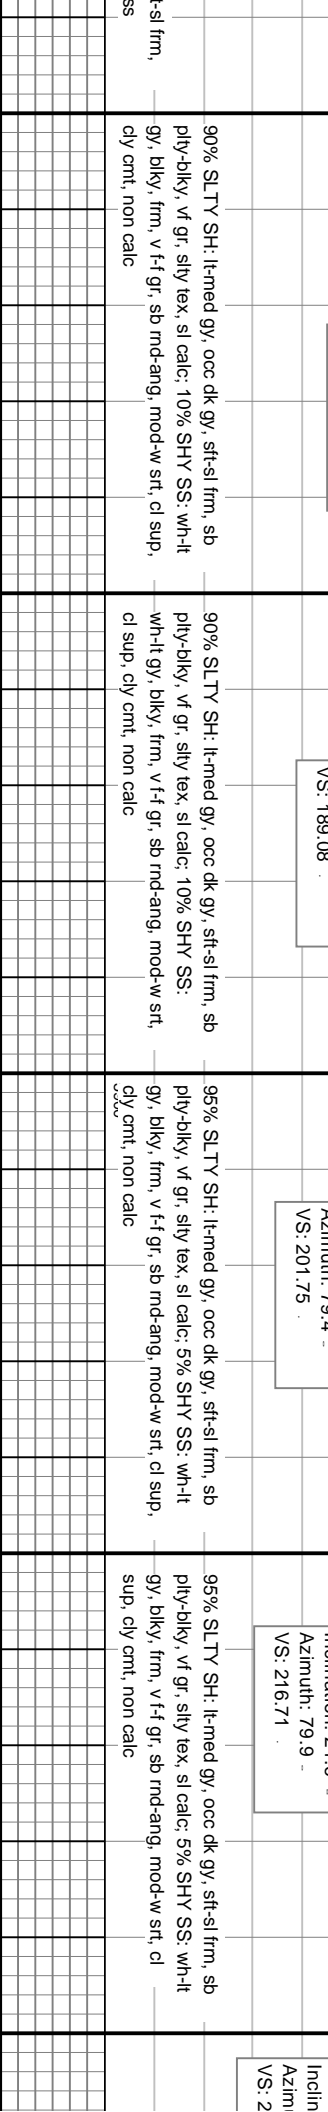 t-sl frm,
ss
90% SLTY SH: lt-med gy, occ dk gy, sft-sl frm, sb
plty-blky, vf gr, slty tex, sl calc; 10% SHY SS: wh-lt
gy, blky, frm, v f-f gr, sb rnd-ang, mod-w srt, cl sup,
cly cmt, non calc
VS: 189.08
90% SLTY SH: lt-med gy, occ dk gy, sft-sl frm, sb
plty-blky, vf gr, slty tex, sl calc; 10% SHY SS:
wh-lt gy, blky, frm, v f-f gr, sb rnd-ang, mod-w srt,
cl sup, cly cmt, non calc
Azimuth: 79.4
VS: 201.75
95% SLTY SH: lt-med gy, occ dk gy, sft-sl frm, sb
plty-blky, vf gr, slty tex, sl calc; 5% SHY SS: wh-lt
gy, blky, frm, v f-f gr, sb rnd-ang, mod-w srt, cl sup,
cly cmt, non calc
Azimuth: 79.9
VS: 216.71
95% SLTY SH: lt-med gy, occ dk gy, sft-sl frm, sb
plty-blky, vf gr, slty tex, sl calc; 5% SHY SS: wh-lt
gy, blky, frm, v f-f gr, sb rnd-ang, mod-w srt, cl
sup, cly cmt, non calc
Inclin
Azimu
VS: 2